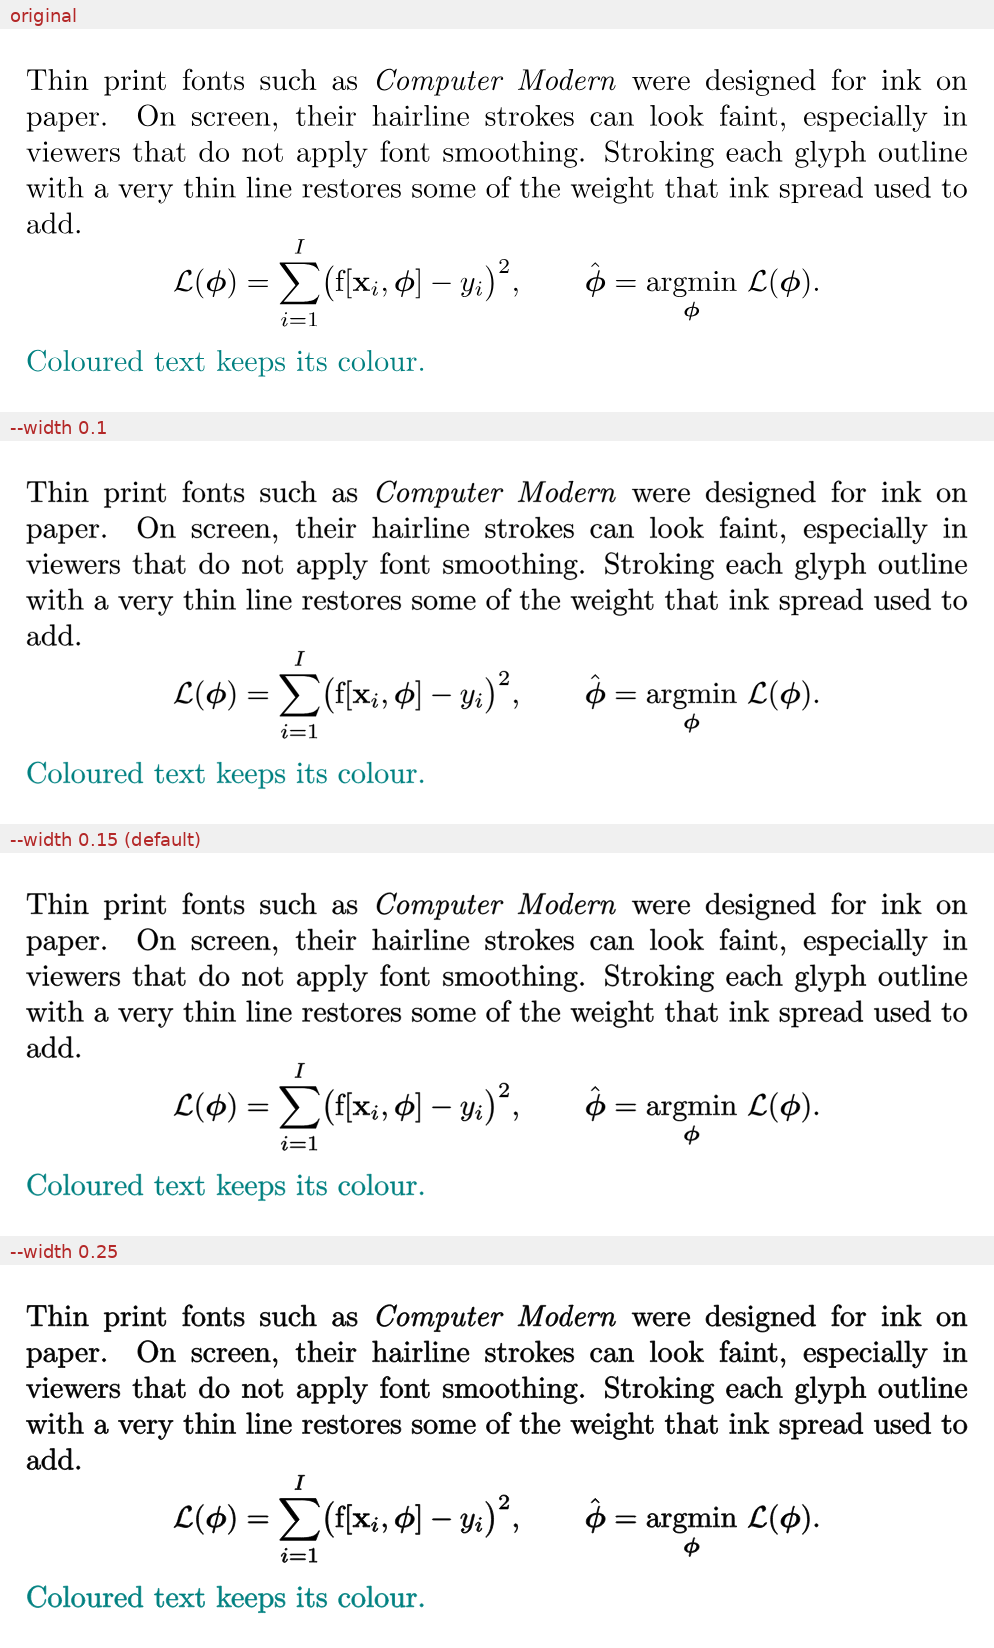 original
Thin print fonts such as Computer Modern were designed for ink on
paper. On screen, their hairline strokes can look faint, especially in
viewers that do not apply font smoothing. Stroking each glyph outline
with a very thin line restores some of the weight that ink spread used to
add.
ℒ(ϕ) = ∑_{i=1}^{I} (f[𝐱_i, ϕ] − y_i)^2, ϕ̂ = argmin_ϕ ℒ(ϕ).
Coloured text keeps its colour.
--width 0.1
Thin print fonts such as Computer Modern were designed for ink on
paper. On screen, their hairline strokes can look faint, especially in
viewers that do not apply font smoothing. Stroking each glyph outline
with a very thin line restores some of the weight that ink spread used to
add.
ℒ(ϕ) = ∑_{i=1}^{I} (f[𝐱_i, ϕ] − y_i)^2, ϕ̂ = argmin_ϕ ℒ(ϕ).
Coloured text keeps its colour.
--width 0.15 (default)
Thin print fonts such as Computer Modern were designed for ink on
paper. On screen, their hairline strokes can look faint, especially in
viewers that do not apply font smoothing. Stroking each glyph outline
with a very thin line restores some of the weight that ink spread used to
add.
ℒ(ϕ) = ∑_{i=1}^{I} (f[𝐱_i, ϕ] − y_i)^2, ϕ̂ = argmin_ϕ ℒ(ϕ).
Coloured text keeps its colour.
--width 0.25
Thin print fonts such as Computer Modern were designed for ink on
paper. On screen, their hairline strokes can look faint, especially in
viewers that do not apply font smoothing. Stroking each glyph outline
with a very thin line restores some of the weight that ink spread used to
add.
ℒ(ϕ) = ∑_{i=1}^{I} (f[𝐱_i, ϕ] − y_i)^2, ϕ̂ = argmin_ϕ ℒ(ϕ).
Coloured text keeps its colour.